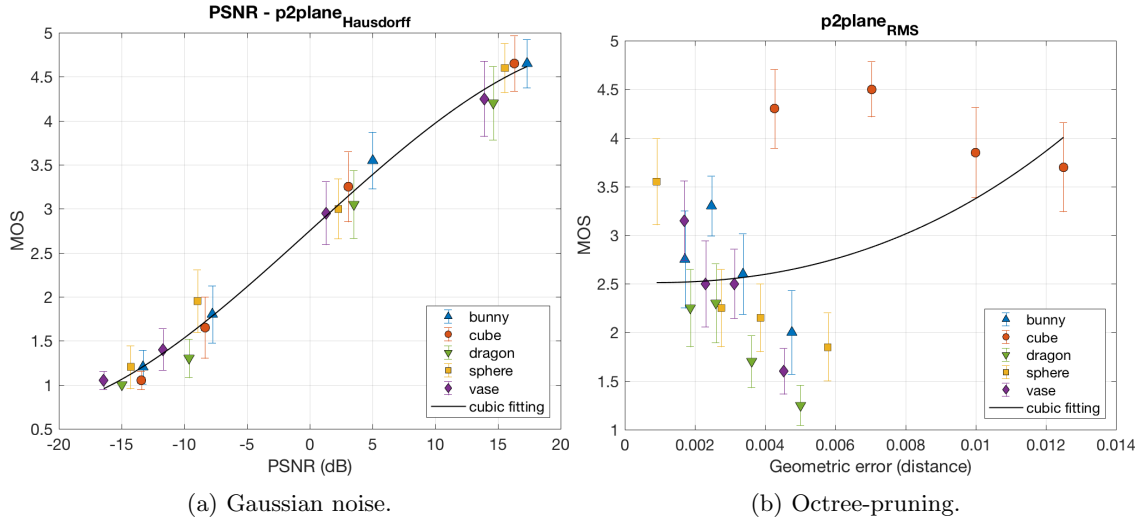 PSNR - p2plane_Hausdorff
MOS
5
4.5
4
3.5
3
2.5
2
1.5
1
0.5
-20 -15 -10 -5 0 5 10 15 20
PSNR (dB)
bunny
cube
dragon
sphere
vase
cubic fitting
(a) Gaussian noise.
p2plane_RMS
MOS
5
4.5
4
3.5
3
2.5
2
1.5
1
0 0.002 0.004 0.006 0.008 0.01 0.012 0.014
Geometric error (distance)
bunny
cube
dragon
sphere
vase
cubic fitting
(b) Octree-pruning.